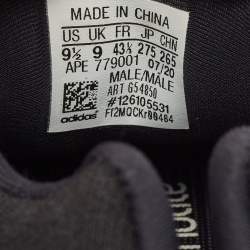 MADE IN CHINA
US UK FR JP CHN
9½ 9 43⅓ 275 265
APE 779001 07/20
MALE/MALE
ART G54850
#126105531
adidas F12MQCKr00484